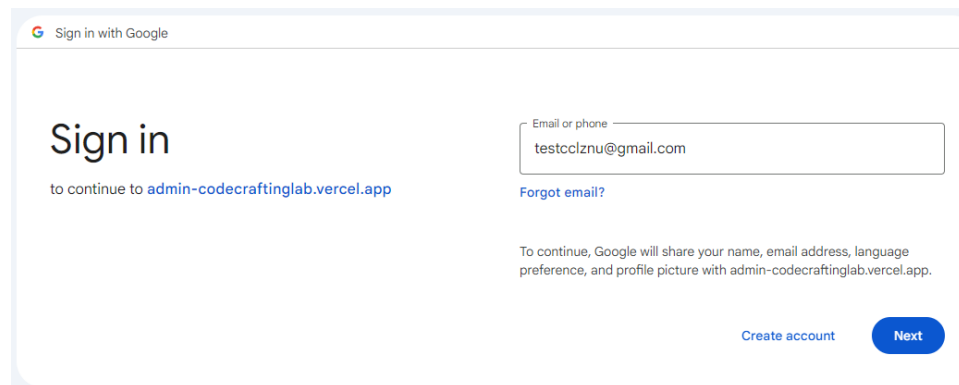 Sign in with Google
Sign in
to continue to admin-codecraftinglab.vercel.app
Email or phone
testcclznu@gmail.com
Forgot email?
To continue, Google will share your name, email address, language
preference, and profile picture with admin-codecraftinglab.vercel.app.
Create account
Next